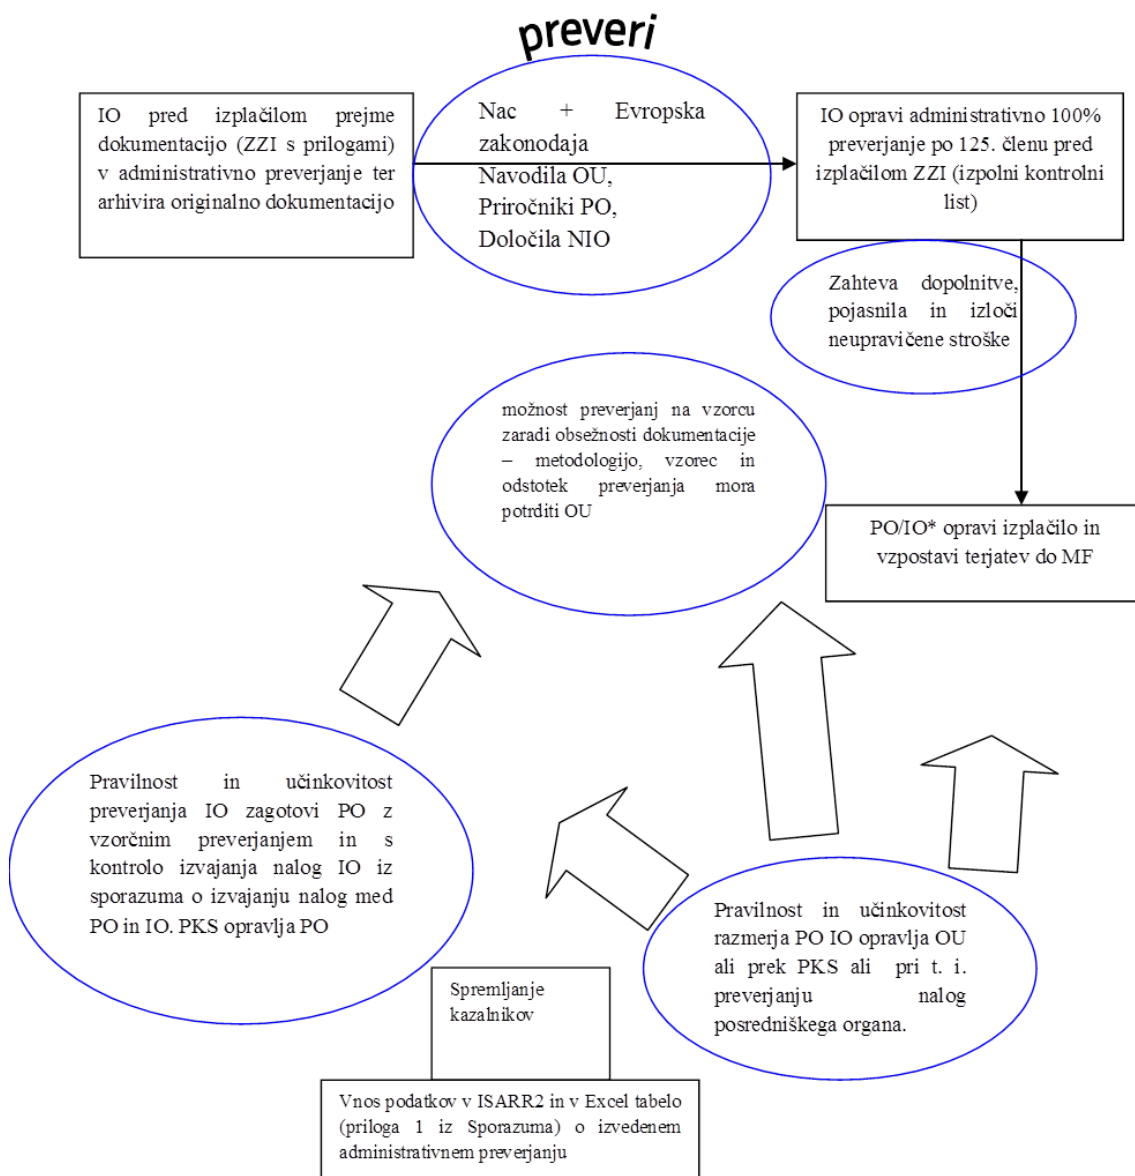 preveri
IO pred izplačilom prejme
dokumentacijo (ZZI s prilogami)
v administrativno preverjanje ter
arhivira originalno dokumentacijo
Nac + Evropska
zakonodaja
Navodila OU,
Priročniki PO,
Določila NIO
IO opravi administrativno 100%
preverjanje po 125. členu pred
izplačilom ZZI (izpolni kontrolni
list)
Zahteva dopolnitve,
pojasnila in izloči
neupravičene stroške
možnost preverjanj na vzorcu
zaradi obsežnosti dokumentacije
– metodologijo, vzorec in
odstotek preverjanja mora
potrditi OU
PO/IO* opravi izplačilo in
vzpostavi terjatev do MF
Pravilnost in učinkovitost
preverjanja IO zagotovi PO z
vzorčnim preverjanjem in s
kontrolo izvajanja nalog IO iz
sporazuma o izvajanju nalog med
PO in IO. PKS opravlja PO
Pravilnost in učinkovitost
razmerja PO IO opravlja OU
ali prek PKS ali pri t. i.
preverjanju nalog
posredniškega organa.
Spremljanje
kazalnikov
Vnos podatkov v ISARR2 in v Excel tabelo
(priloga 1 iz Sporazuma) o izvedenem
administrativnem preverjanju